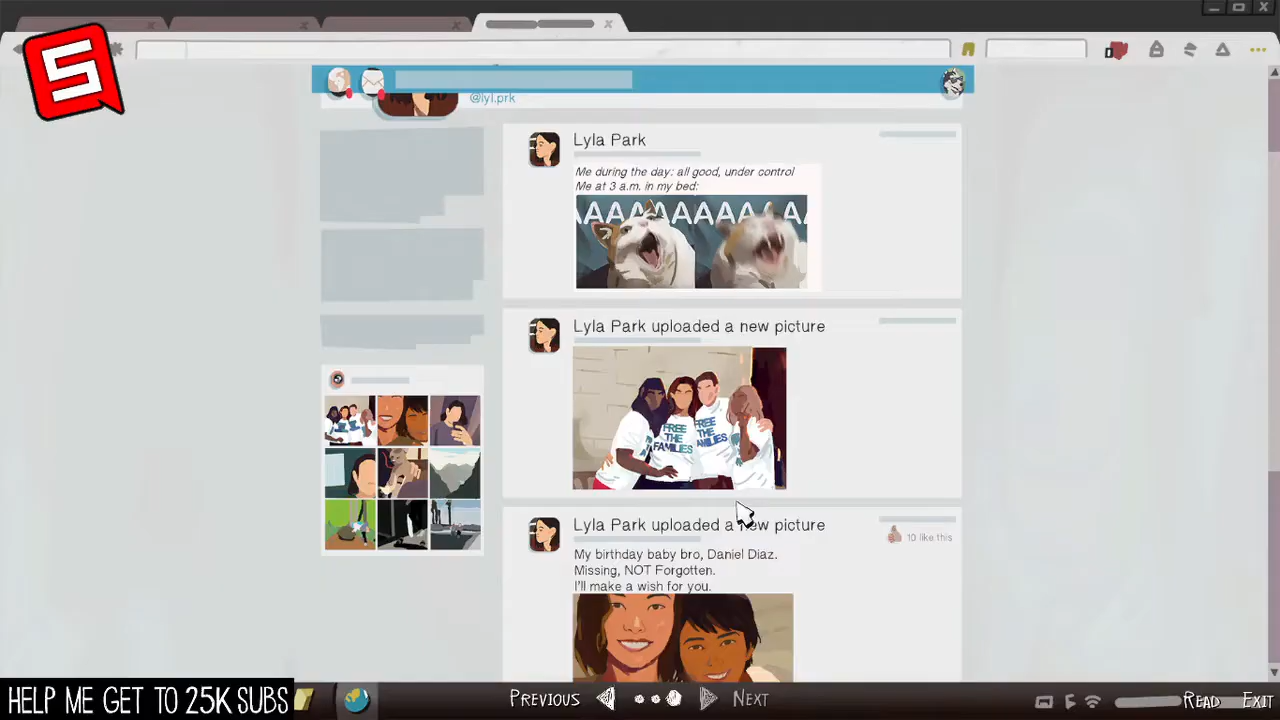 S
@lyl.prk
Lyla Park
Me during the day: all good, under control
Me at 3 a.m. in my bed:
AAAAAAAAAAA
Lyla Park uploaded a new picture
FREE
THE
FAMILIES
FREE
THE
FAMILIES
Lyla Park uploaded a new picture
10 like this
My birthday baby bro, Daniel Diaz.
Missing, NOT Forgotten.
I'll make a wish for you.
HELP ME GET TO 25K SUBS
PREVIOUS
NEXT
READ
EXIT